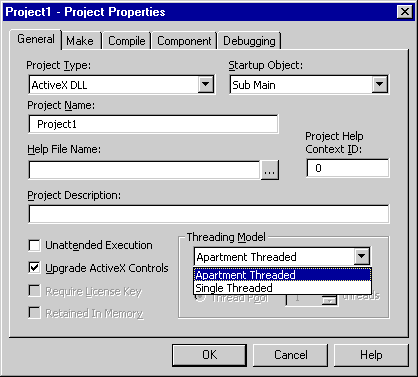 Project1 - Project Properties
General Make Compile Component Debugging
Project Type: Startup Object:
ActiveX DLL Sub Main
Project Name:
Project1
Project Help
Help File Name: Context ID:
... 0
Project Description:
Unattended Execution Threading Model
Upgrade ActiveX Controls Apartment Threaded
Apartment Threaded
Require License Key Single Threaded
Retained In Memory Thread Pool 1 threads
OK Cancel Help